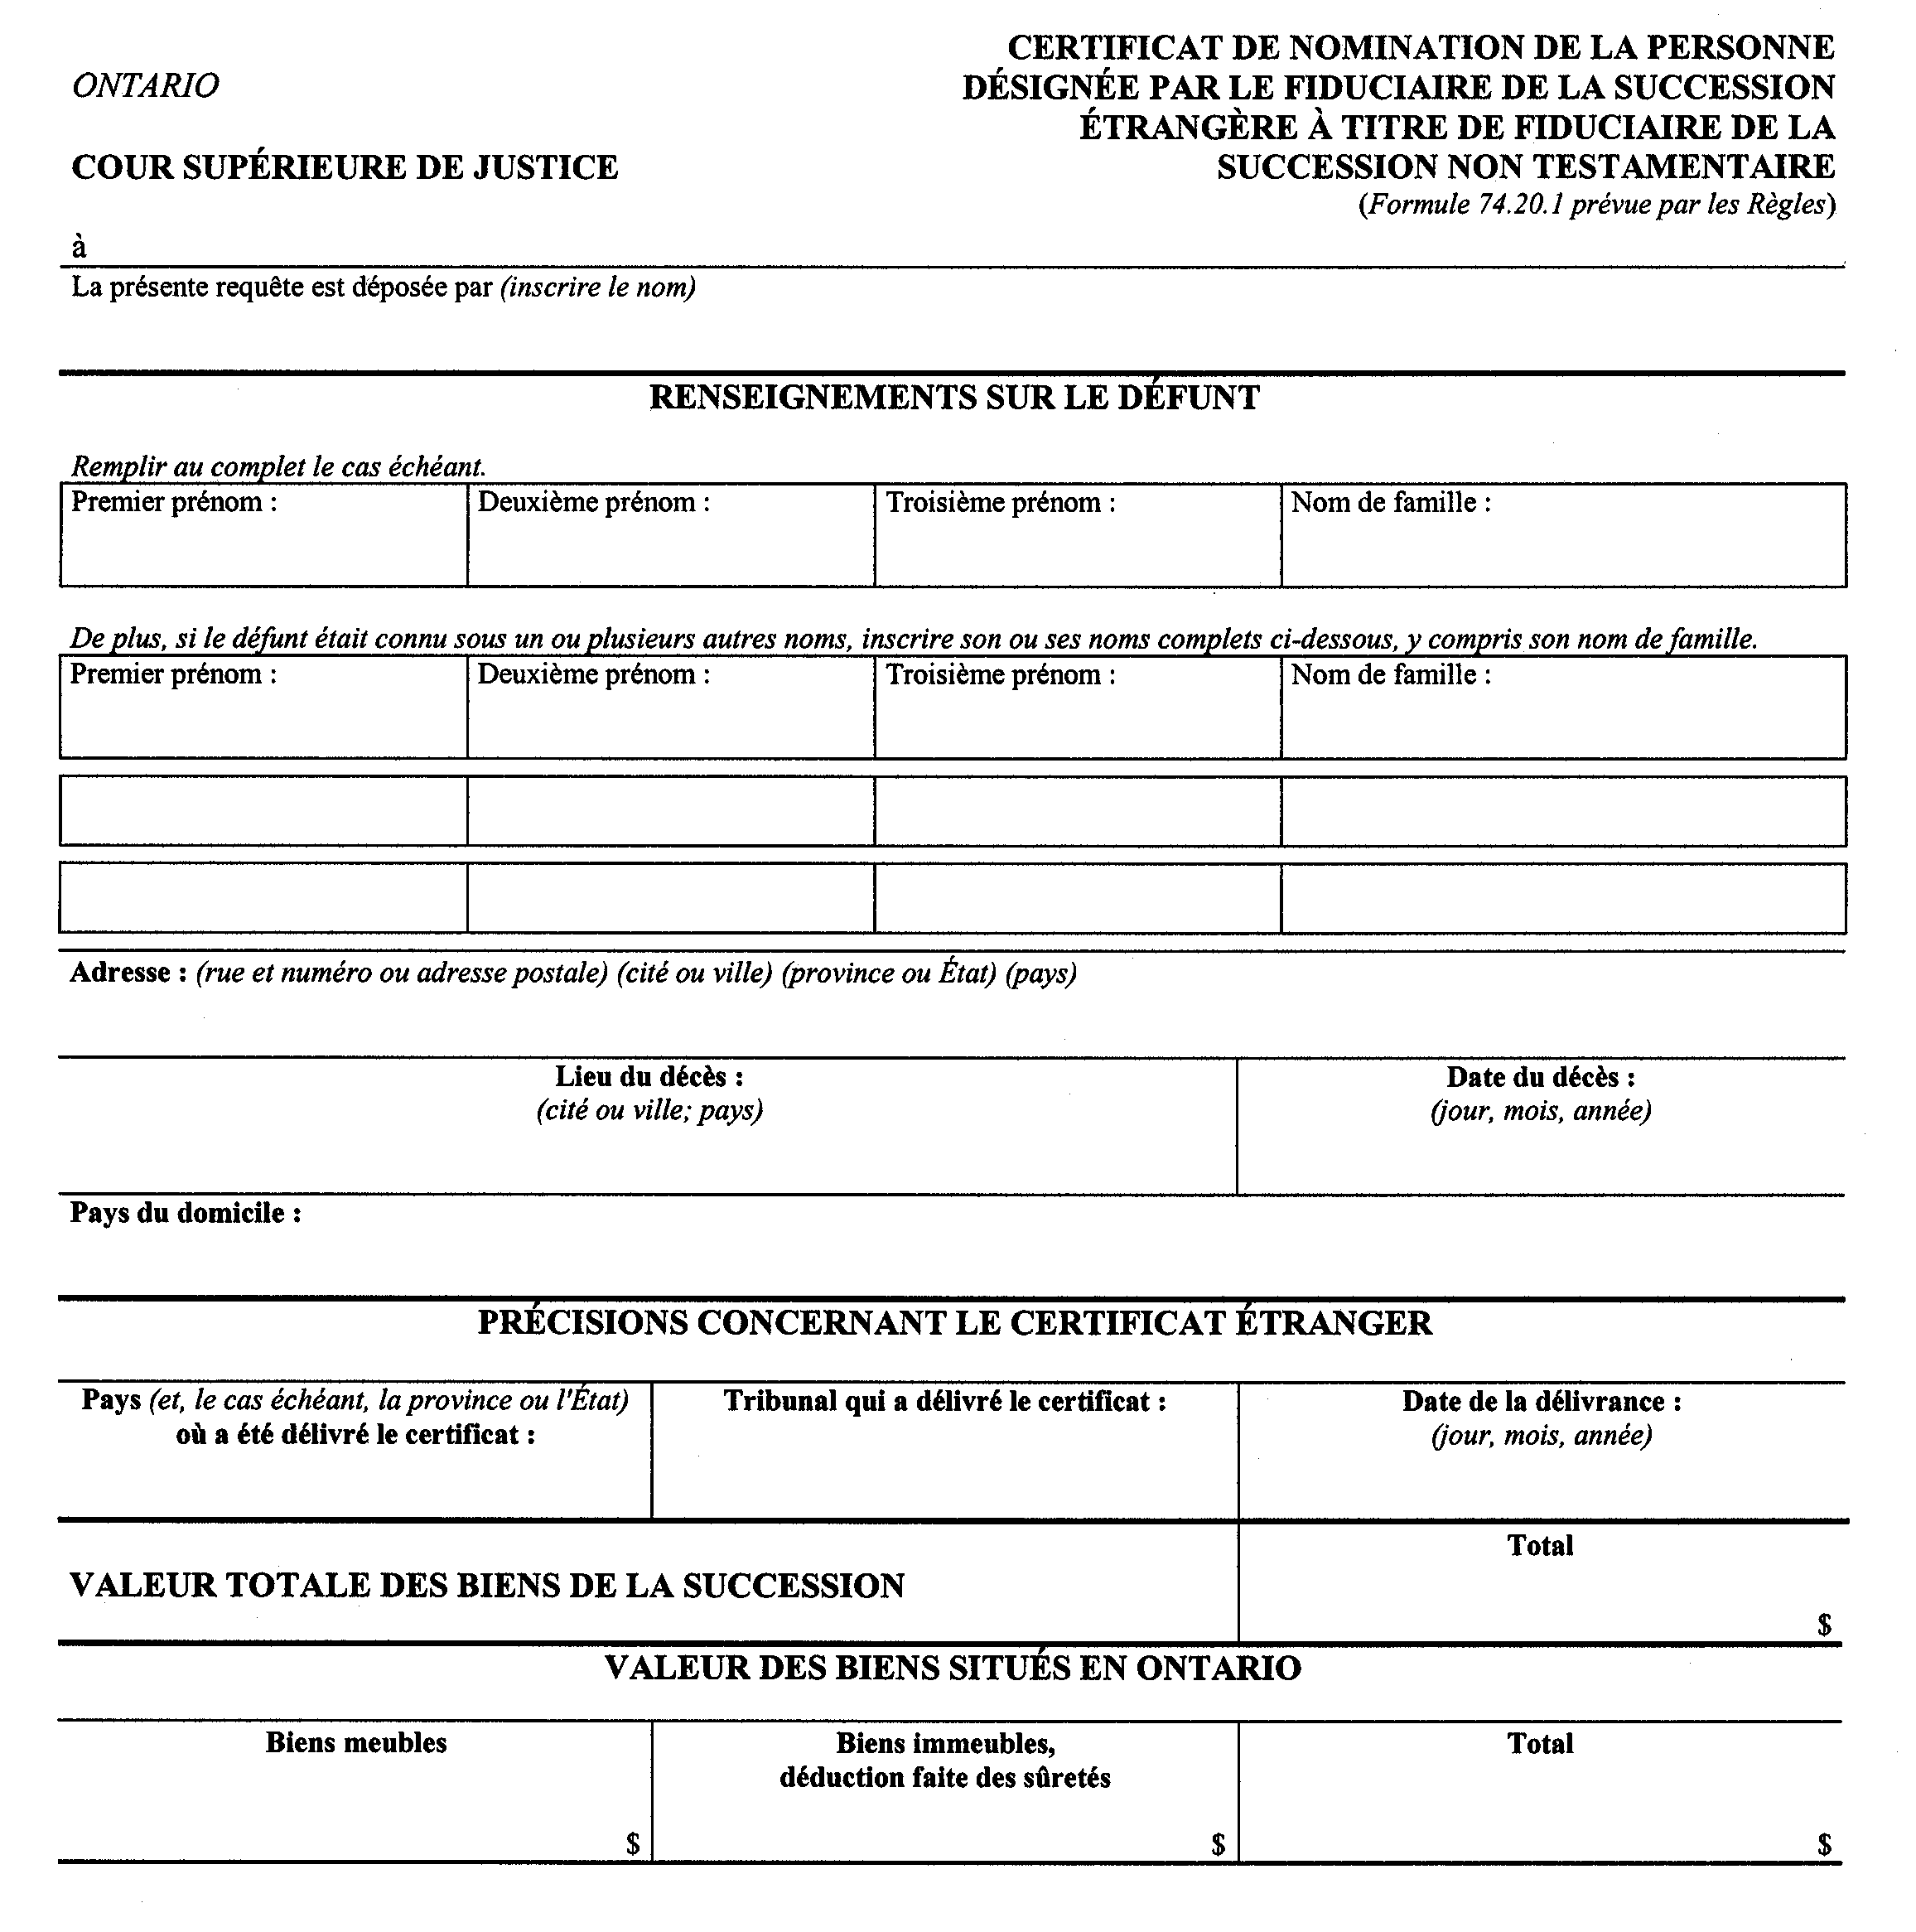 ONTARIO
COUR SUPÉRIEURE DE JUSTICE
CERTIFICAT DE NOMINATION DE LA PERSONNE
DÉSIGNÉE PAR LE FIDUCIAIRE DE LA SUCCESSION
ÉTRANGÈRE À TITRE DE FIDUCIAIRE DE LA
SUCCESSION NON TESTAMENTAIRE
(Formule 74.20.1 prévue par les Règles)
à
La présente requête est déposée par (inscrire le nom)
RENSEIGNEMENTS SUR LE DÉFUNT
Remplir au complet le cas échéant.
Premier prénom : Deuxième prénom : Troisième prénom : Nom de famille :
De plus, si le défunt était connu sous un ou plusieurs autres noms, inscrire son ou ses noms complets ci-dessous, y compris son nom de famille.
Premier prénom : Deuxième prénom : Troisième prénom : Nom de famille :
Adresse : (rue et numéro ou adresse postale) (cité ou ville) (province ou État) (pays)
Lieu du décès :
(cité ou ville; pays)
Date du décès :
(jour, mois, année)
Pays du domicile :
PRÉCISIONS CONCERNANT LE CERTIFICAT ÉTRANGER
Pays (et, le cas échéant, la province ou l'État)
où a été délivré le certificat :
Tribunal qui a délivré le certificat :
Date de la délivrance :
(jour, mois, année)
VALEUR TOTALE DES BIENS DE LA SUCCESSION
Total
$
VALEUR DES BIENS SITUÉS EN ONTARIO
Biens meubles
$
Biens immeubles,
déduction faite des sûretés
$
Total
$